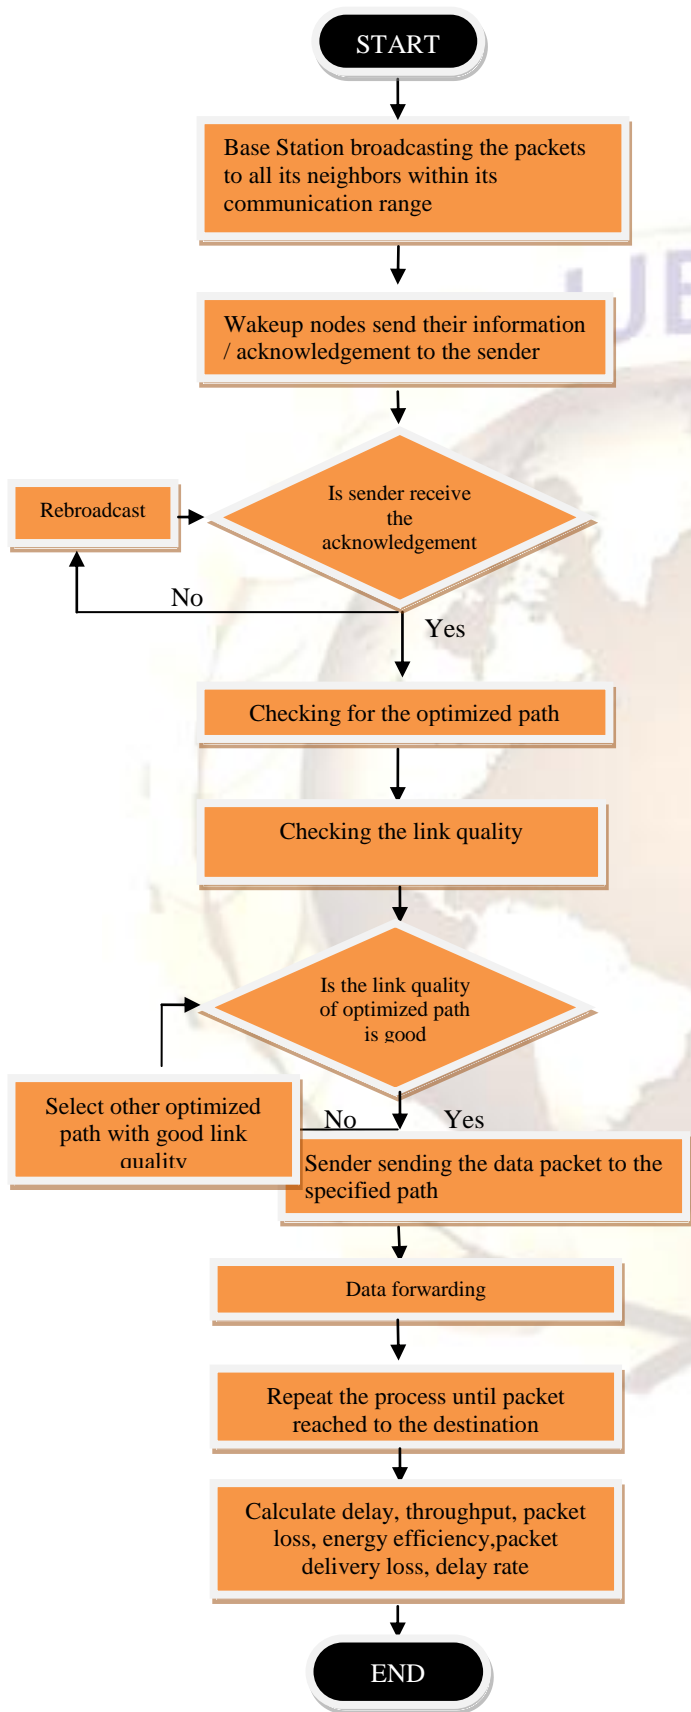 START
Base Station broadcasting the packets
to all its neighbors within its
communication range
Wakeup nodes send their information
/ acknowledgement to the sender
Is sender receive
the
acknowledgement
Rebroadcast
No
Yes
Checking for the optimized path
Checking the link quality
Is the link quality
of optimized path
is good
Select other optimized
path with good link
quality
No
Yes
Sender sending the data packet to the
specified path
Data forwarding
Repeat the process until packet
reached to the destination
Calculate delay, throughput, packet
loss, energy efficiency,packet
delivery loss, delay rate
END